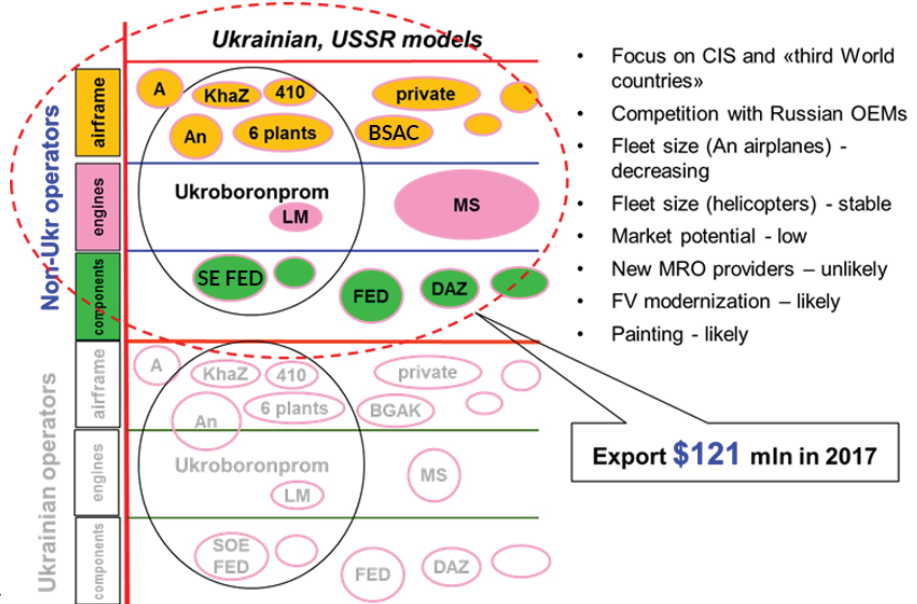 Ukrainian, USSR models
Non-Ukr operators
airframe
A
KhaZ
410
private
An
6 plants
BSAC
engines
Ukroboronprom
LM
MS
components
SE FED
FED
DAZ
Ukrainian operators
airframe
A
KhaZ
410
private
An
6 plants
BGAK
engines
Ukroboronprom
LM
MS
components
SOE
FED
FED
DAZ
• Focus on CIS and «third World
countries»
• Competition with Russian OEMs
• Fleet size (An airplanes) -
decreasing
• Fleet size (helicopters) - stable
• Market potential - low
• New MRO providers – unlikely
• FV modernization – likely
• Painting - likely
Export $121 mln in 2017